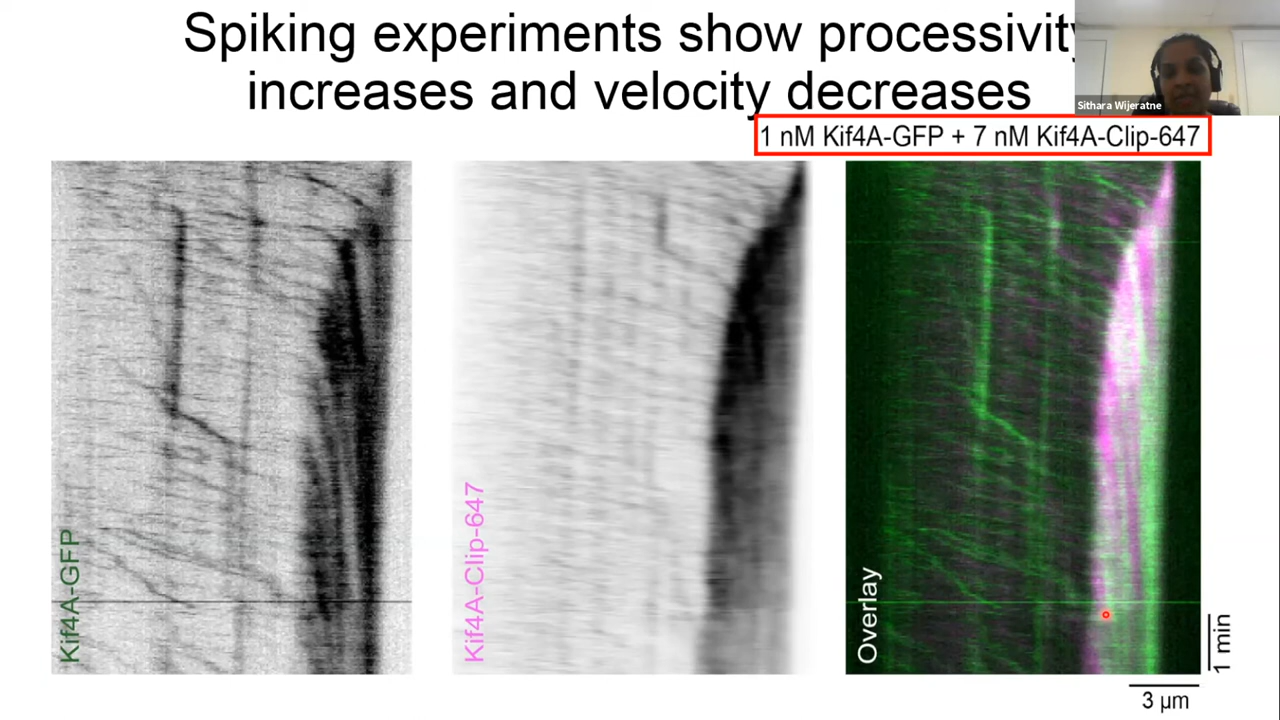 Spiking experiments show processivity
increases and velocity decreases
Sithara Wijeratne
1 nM Kif4A-GFP + 7 nM Kif4A-Clip-647
Kif4A-GFP
Kif4A-Clip-647
Overlay
1 min
3 µm